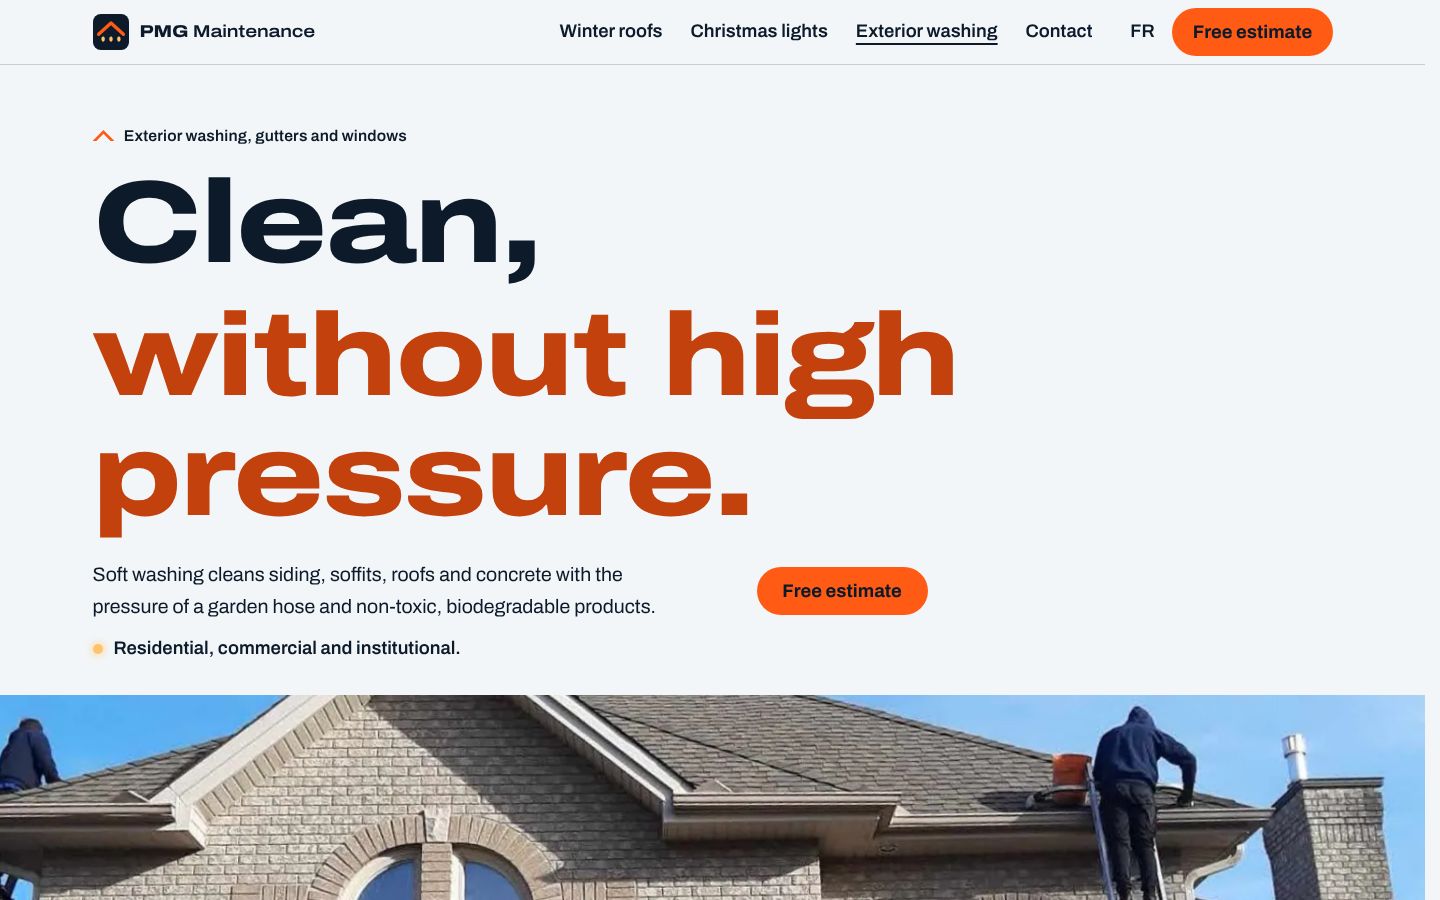 PMG Maintenance
Winter roofs
Christmas lights
Exterior washing
Contact
FR
Free estimate
Exterior washing, gutters and windows
Clean,
without high
pressure.
Soft washing cleans siding, soffits, roofs and concrete with the
pressure of a garden hose and non-toxic, biodegradable products.
Free estimate
Residential, commercial and institutional.